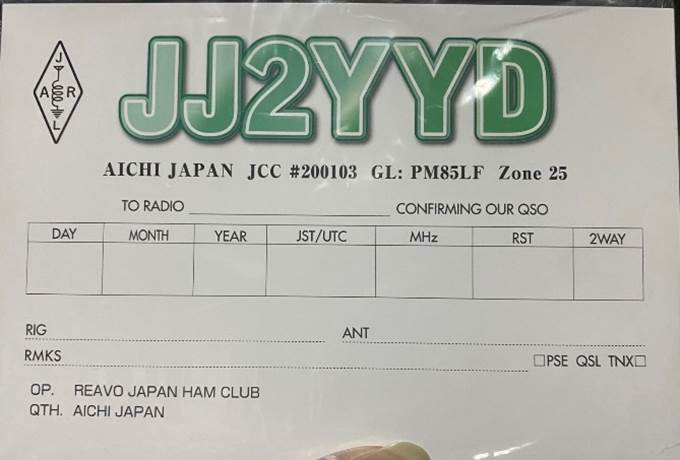 J
A R
L
JJ2YYD
AICHI JAPAN JCC #200103 GL: PM85LF Zone 25
TO RADIO CONFIRMING OUR QSO
DAY MONTH YEAR JST/UTC MHz RST 2WAY
RIG ANT
RMKS □PSE QSL TNX□
OP. REAVO JAPAN HAM CLUB
QTH. AICHI JAPAN